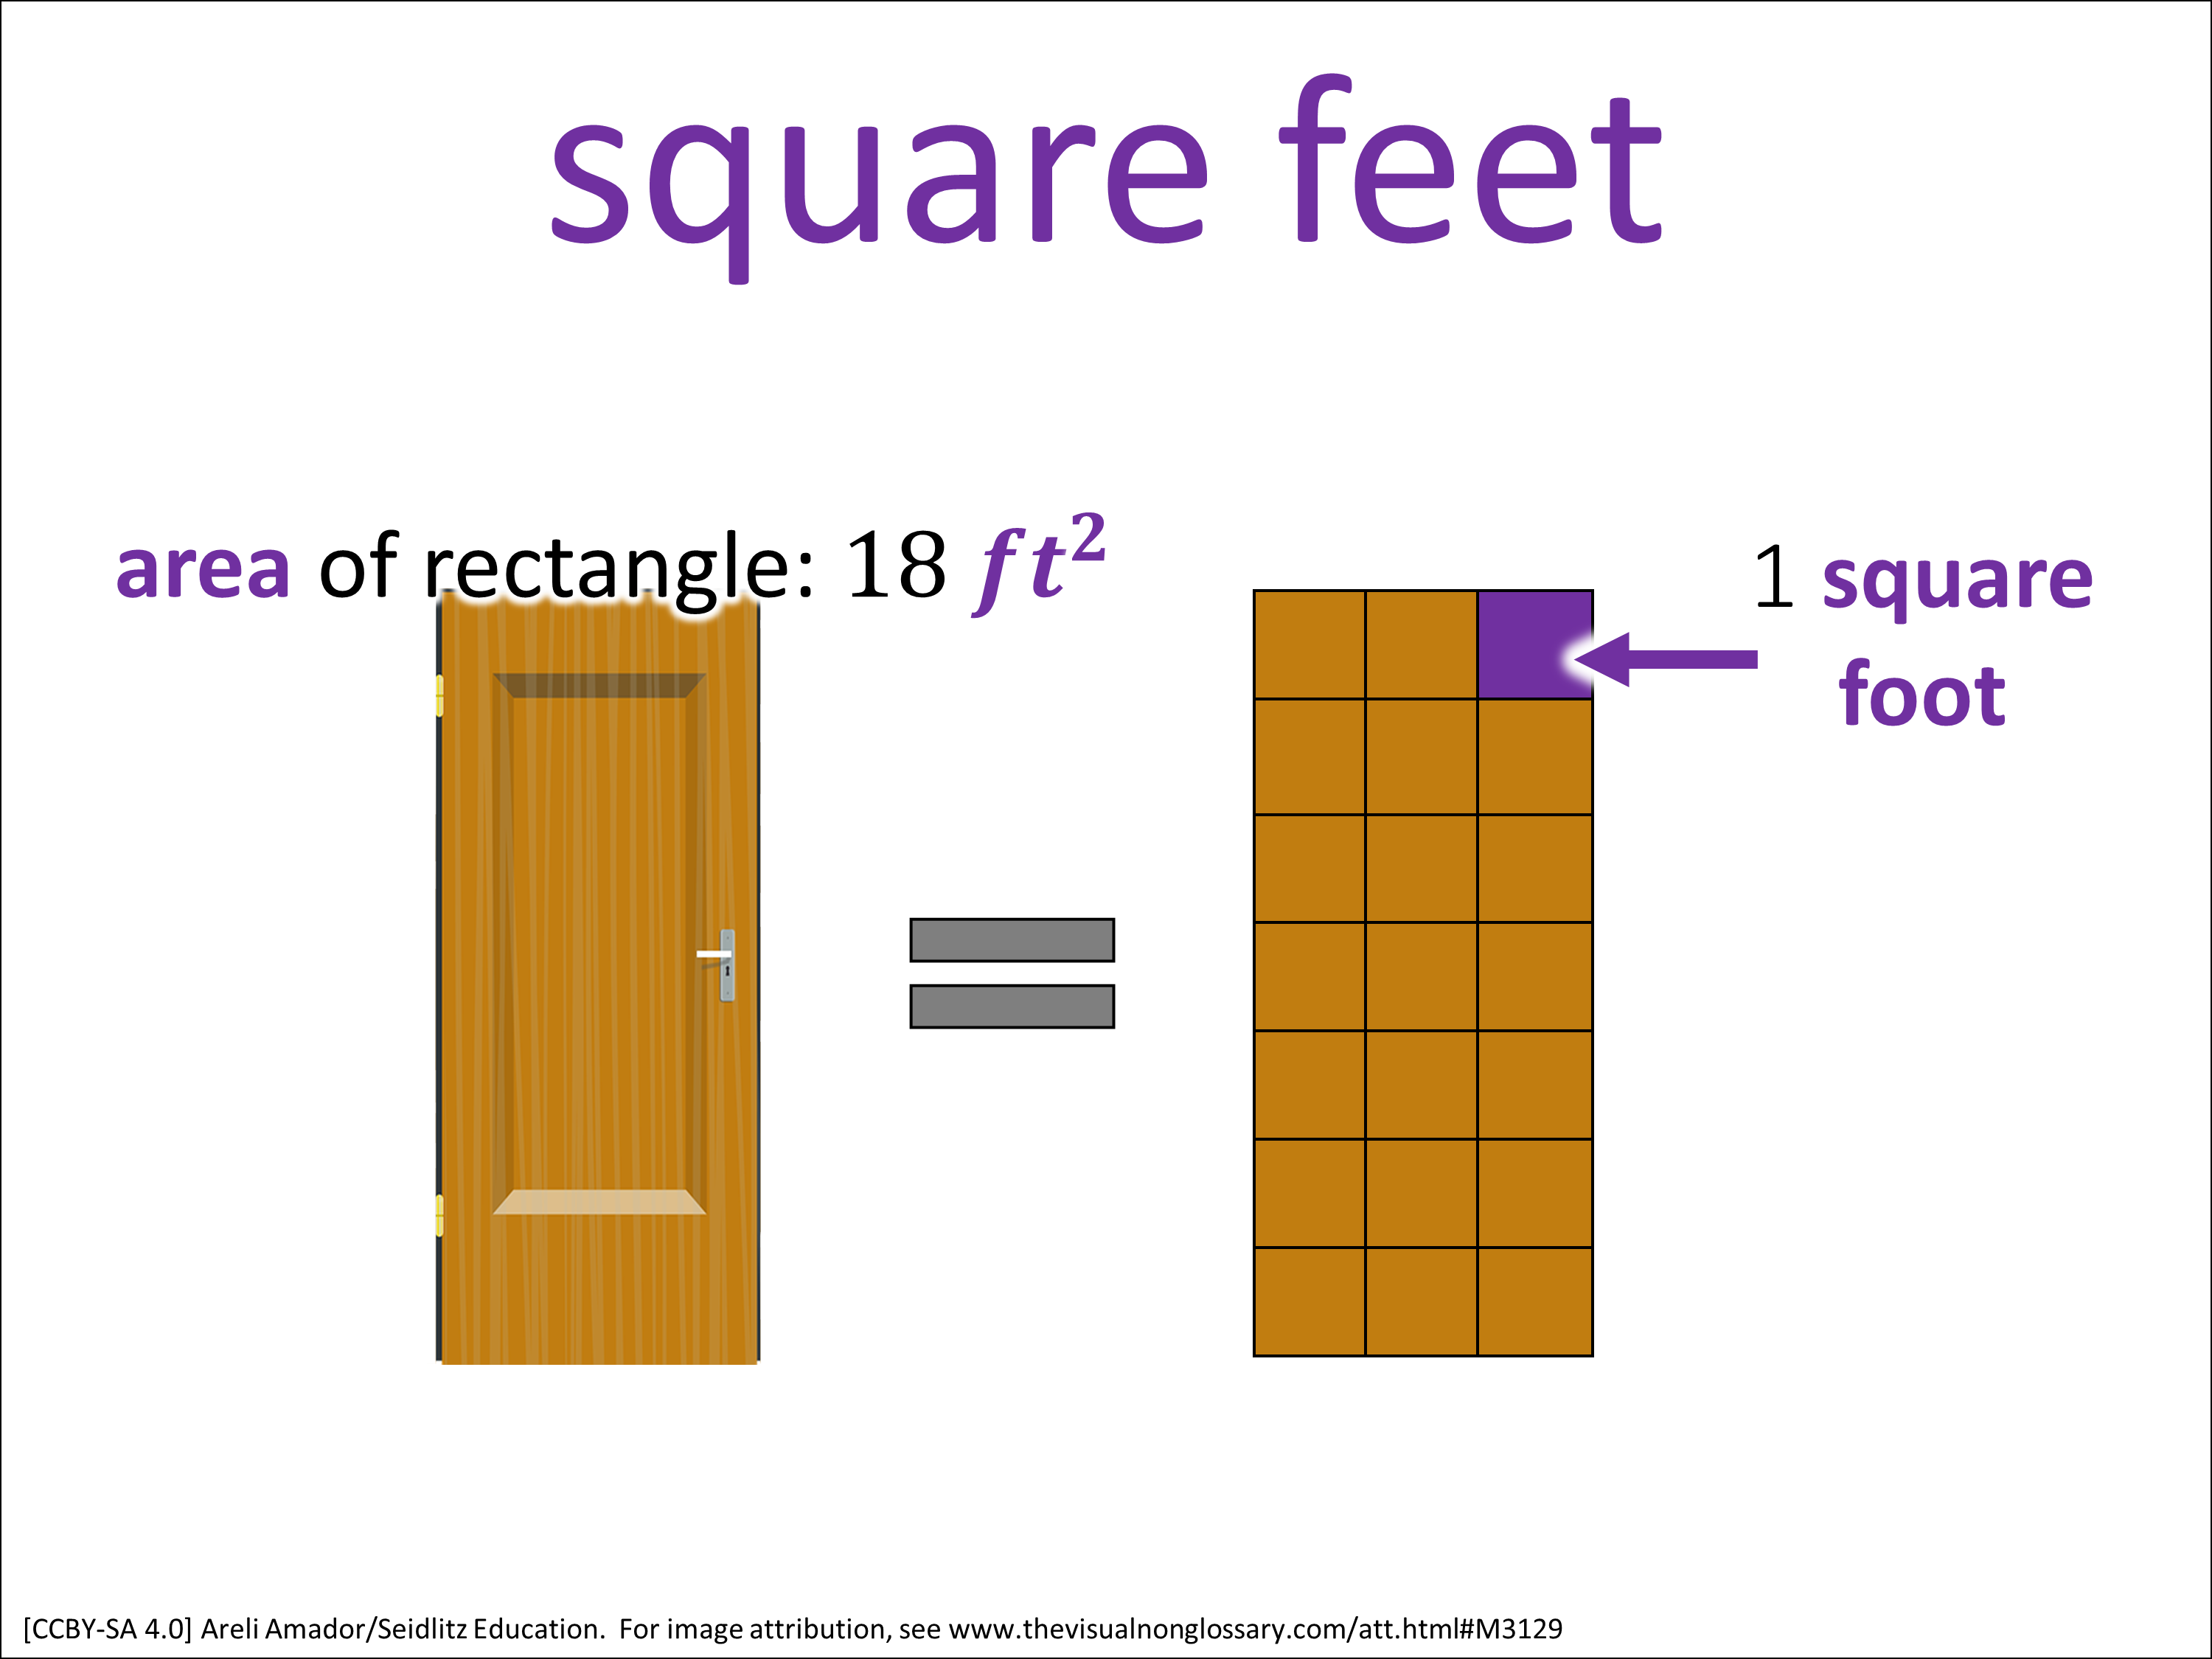 square feet
area of rectangle: 18 ft²
1 square
foot
[CCBY-SA 4.0] Areli Amador/Seidlitz Education.  For image attribution, see www.thevisualnonglossary.com/att.html#M3129